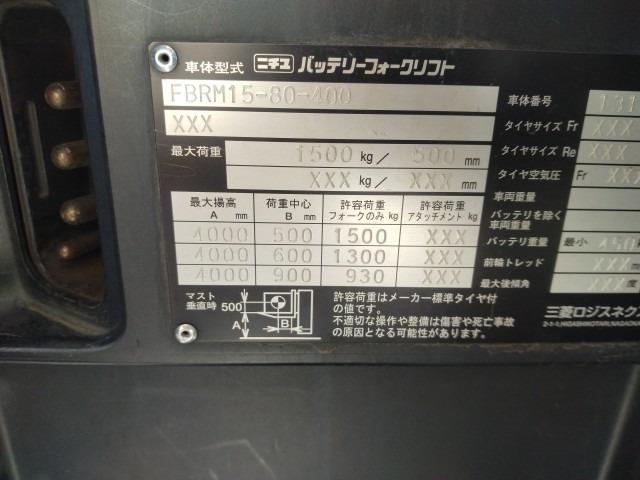 車体型式 ニチユ バッテリーフォークリフト
FBRM15-80-400
XXX
最大荷重 1500 kg / 500 mm
XXX kg / XXX mm
最大揚高 A mm 荷重中心 B mm 許容荷重 フォークのみ kg 許容荷重 アタッチメント kg
4000 500 1500 XXX
4000 600 1300 XXX
4000 900 930 XXX
マスト垂直時 500 A B
許容荷重はメーカー標準タイヤ付
の値です。
不適切な操作や整備は傷害や死亡事故
の原因となる可能性があります。
車体番号
タイヤサイズ Fr XXX
タイヤサイズ Re XXX
タイヤ空気圧 Fr XXX
車両重量
バッテリを除く
車両重量
バッテリ重量 最小 450
前輪トレッド XXX
最大後傾角 XXX 度
三菱ロジスネクス